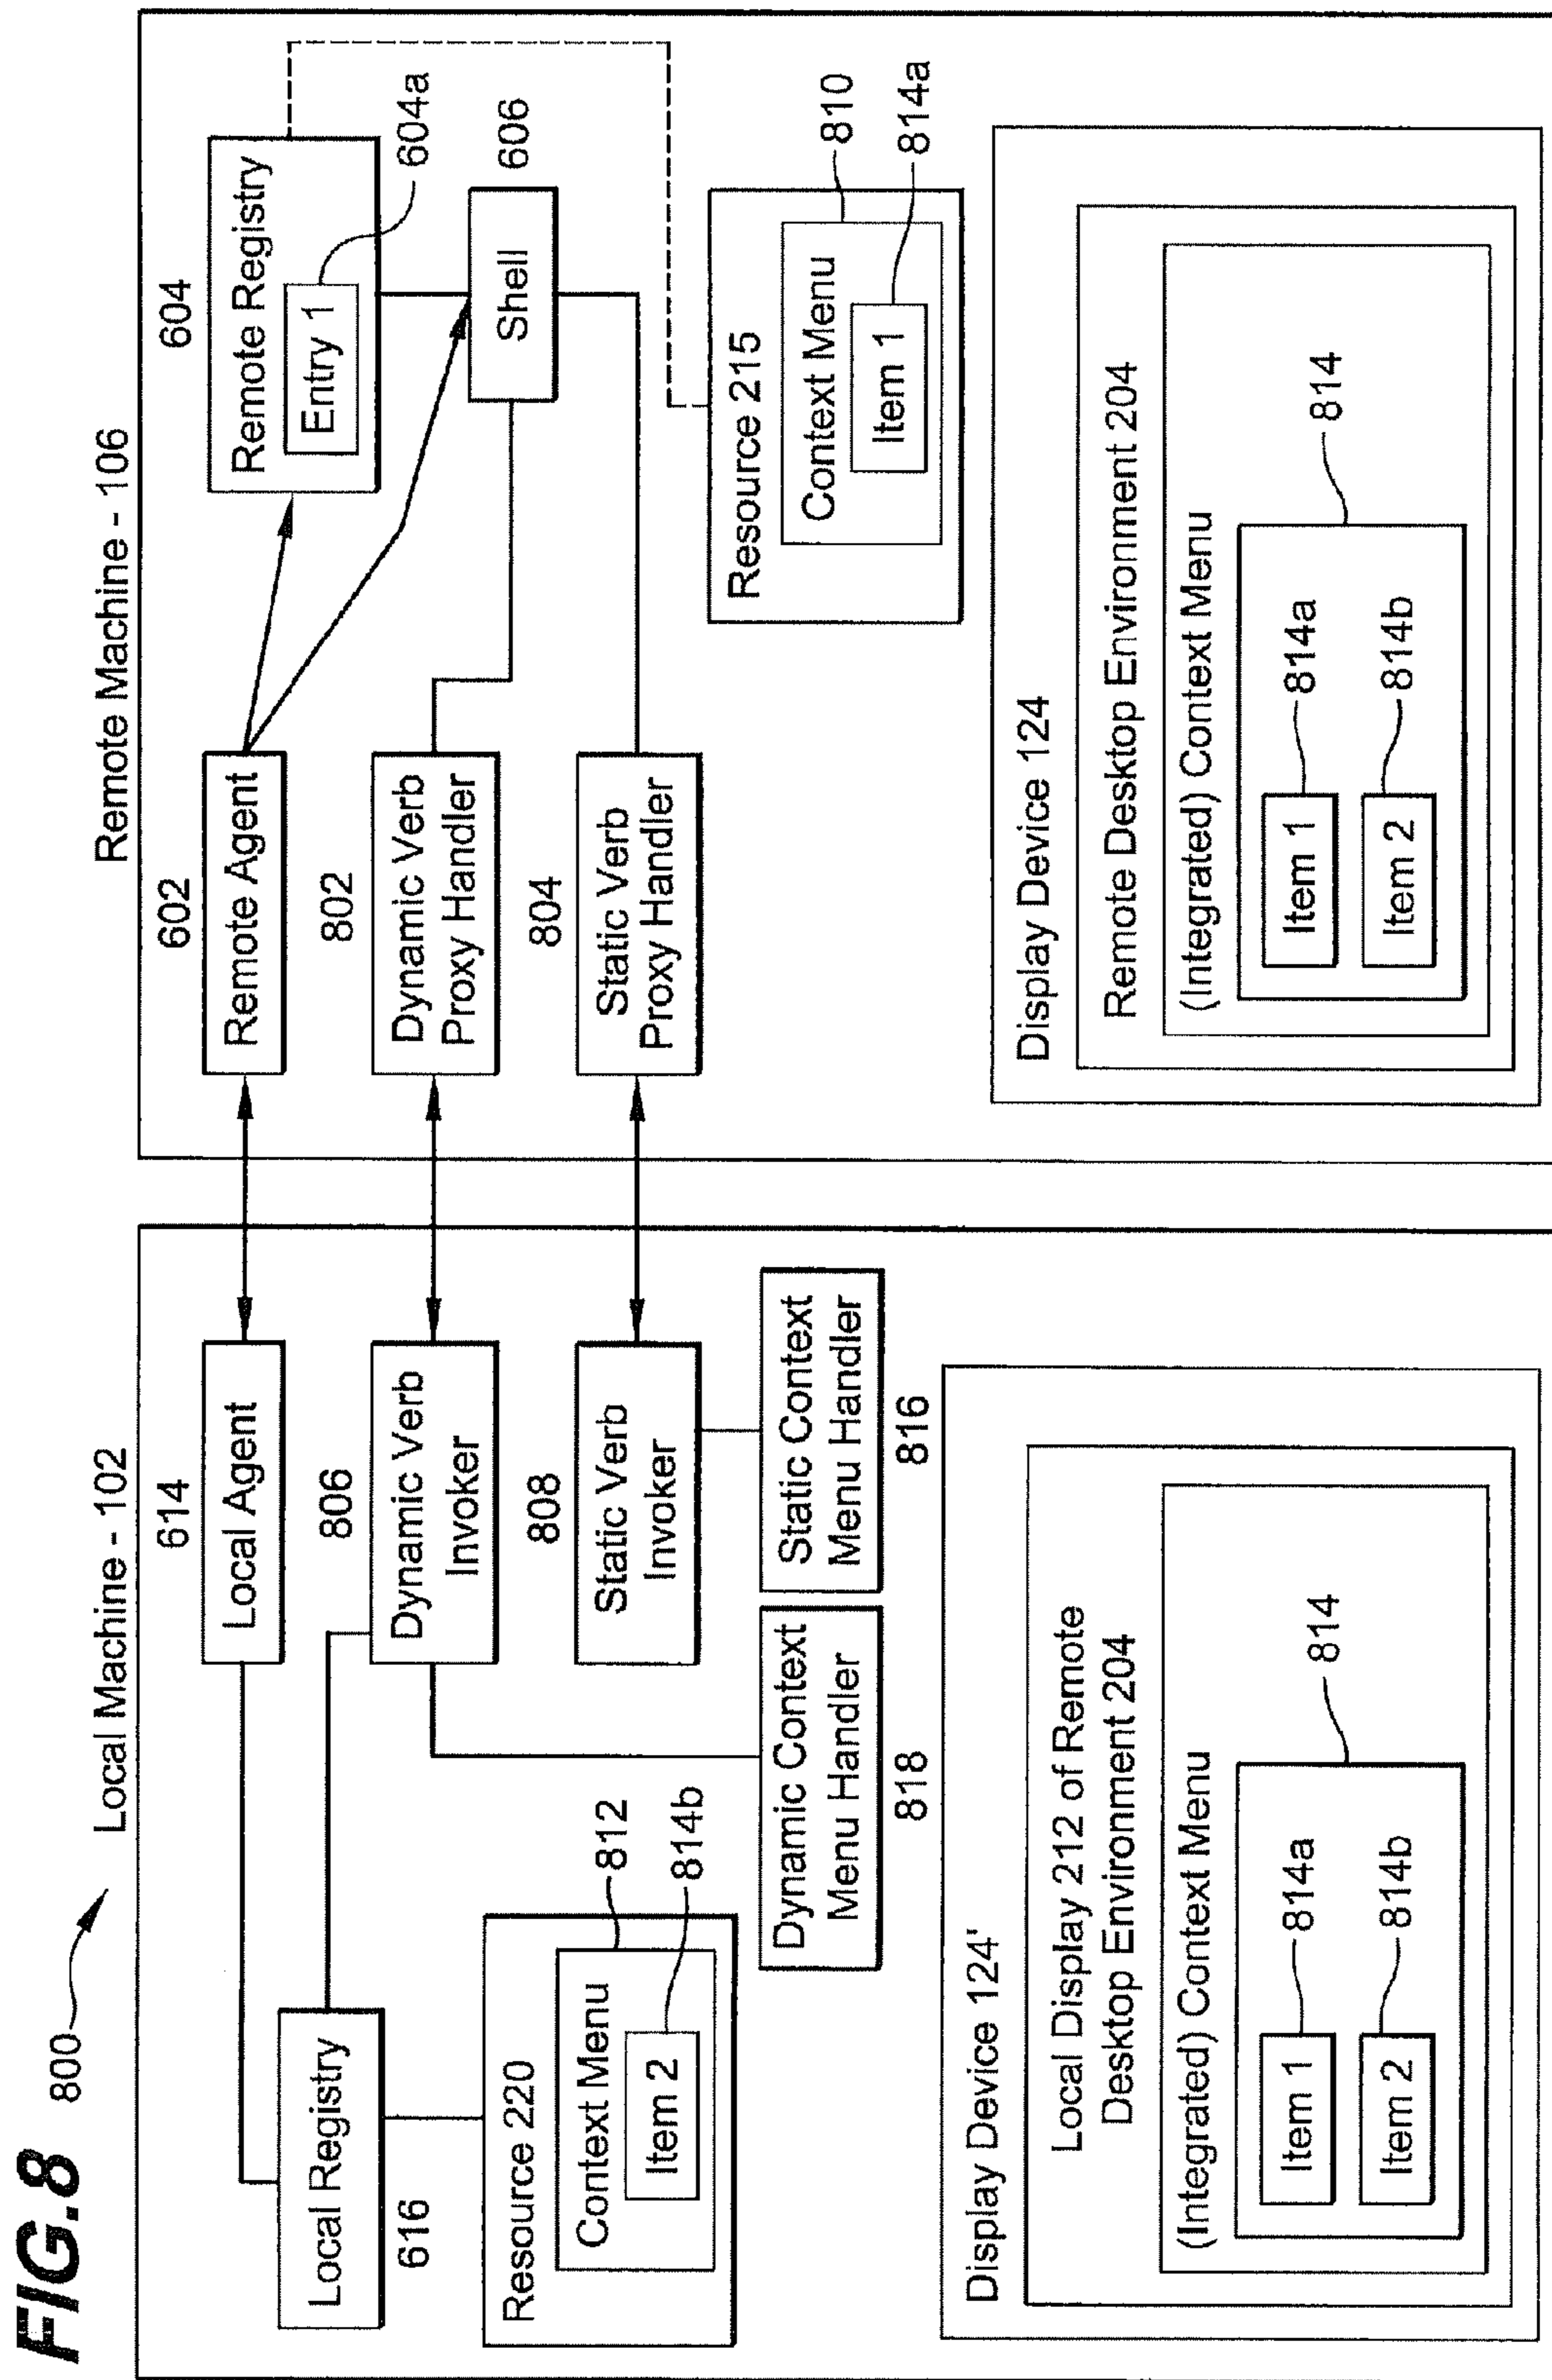 FIG.8
800
Local Machine - 102
614
Local Agent
Local Registry
616
806
Dynamic Verb
Invoker
808
Static Verb
Invoker
Resource 220
Context Menu
Item 2
812
814b
Dynamic Context
Menu Handler
818
Static Context
Menu Handler
816
Display Device 124'
Local Display 212 of Remote
Desktop Environment 204
(Integrated) Context Menu
814
Item 1
814a
Item 2
814b
Remote Machine - 106
602
Remote Agent
604
Remote Registry
Entry 1
604a
802
Dynamic Verb
Proxy Handler
Shell
606
804
Static Verb
Proxy Handler
Resource 215
Context Menu
810
Item 1
814a
Display Device 124
Remote Desktop Environment 204
(Integrated) Context Menu
814
Item 1
814a
Item 2
814b